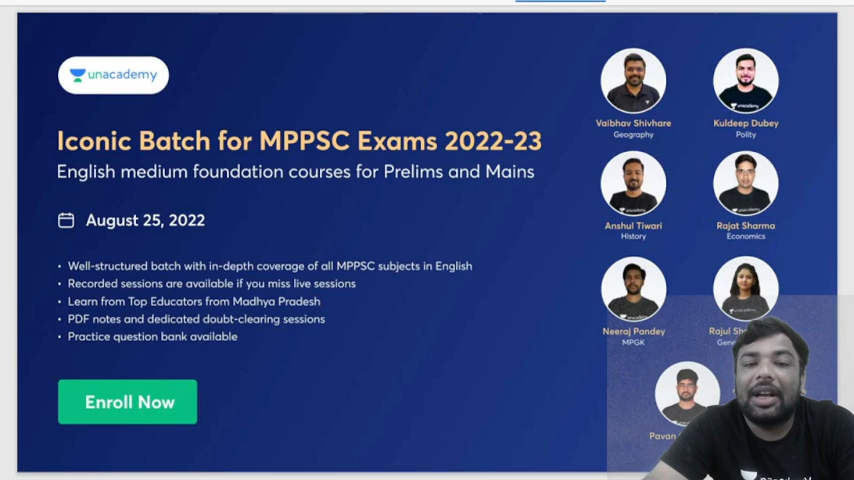 unacademy
Iconic Batch for MPPSC Exams 2022-23
English medium foundation courses for Prelims and Mains
August 25, 2022
• Well-structured batch with in-depth coverage of all MPPSC subjects in English
• Recorded sessions are available if you miss live sessions
• Learn from Top Educators from Madhya Pradesh
• PDF notes and dedicated doubt-clearing sessions
• Practice question bank available
Enroll Now
Vaibhav Shivhare
Geography
Kuldeep Dubey
Polity
Anshul Tiwari
History
Rajat Sharma
Economics
Neeraj Pandey
MPGK
Rajul
Pavan